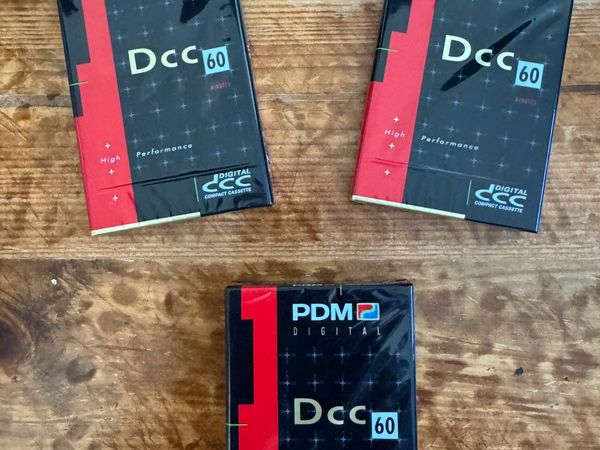 Dcc 60
MINUTES
High Performance
DIGITAL
dcc
COMPACT CASSETTE
Dcc 60
MINUTES
High Performance
DIGITAL
dcc
COMPACT CASSETTE
PDM
DIGITAL
Dcc 60